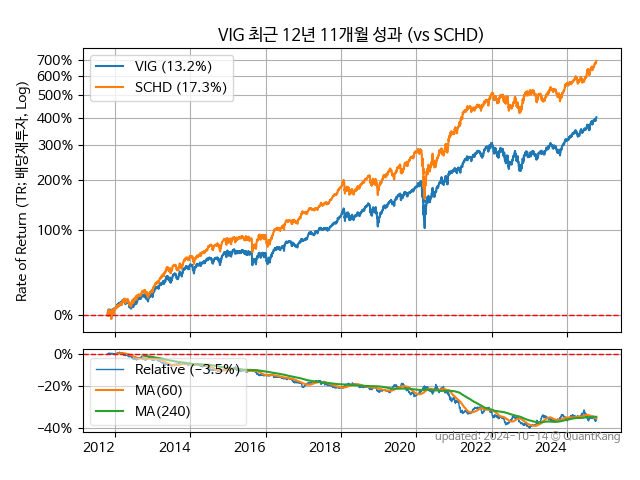 VIG 최근 12년 11개월 성과 (vs SCHD)
Rate of Return (TR; 배당재투자, Log)
700%
600%
500%
400%
300%
200%
100%
0%
VIG (13.2%)
SCHD (17.3%)
0%
−20%
−40%
Relative (−3.5%)
MA(60)
MA(240)
2012 2014 2016 2018 2020 2022 2024
updated: 2024-10-14 © QuantKang